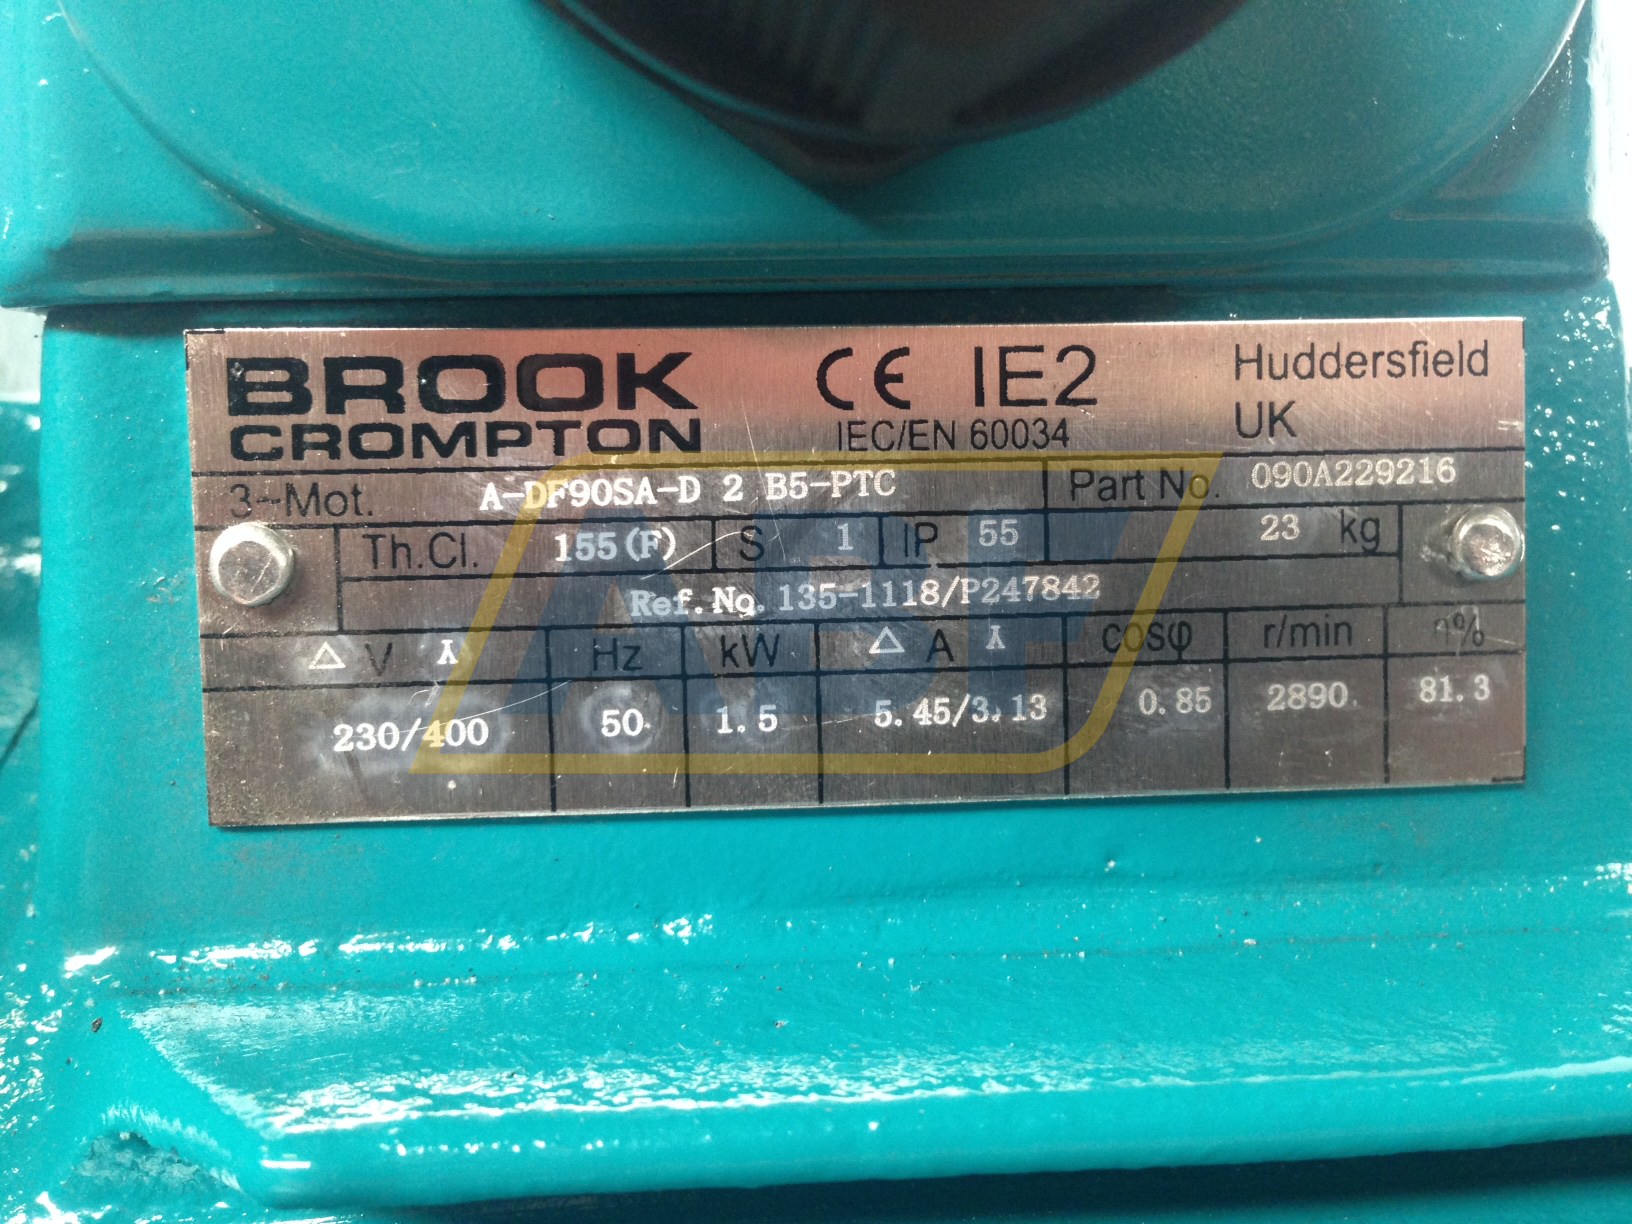 BROOK CROMPTON
CE IE2
IEC/EN 60034
Huddersfield
UK
3~Mot. A-DF90SA-D 2 B5-PTC Part No. 090A229216
Th.Cl. 155(F) S 1 IP 55 23 kg
Ref.No. 135-1118/P247842
△ V Y Hz kW △ A Y cosφ r/min η%
230/400 50 1.5 5.45/3.13 0.85 2890 81.3